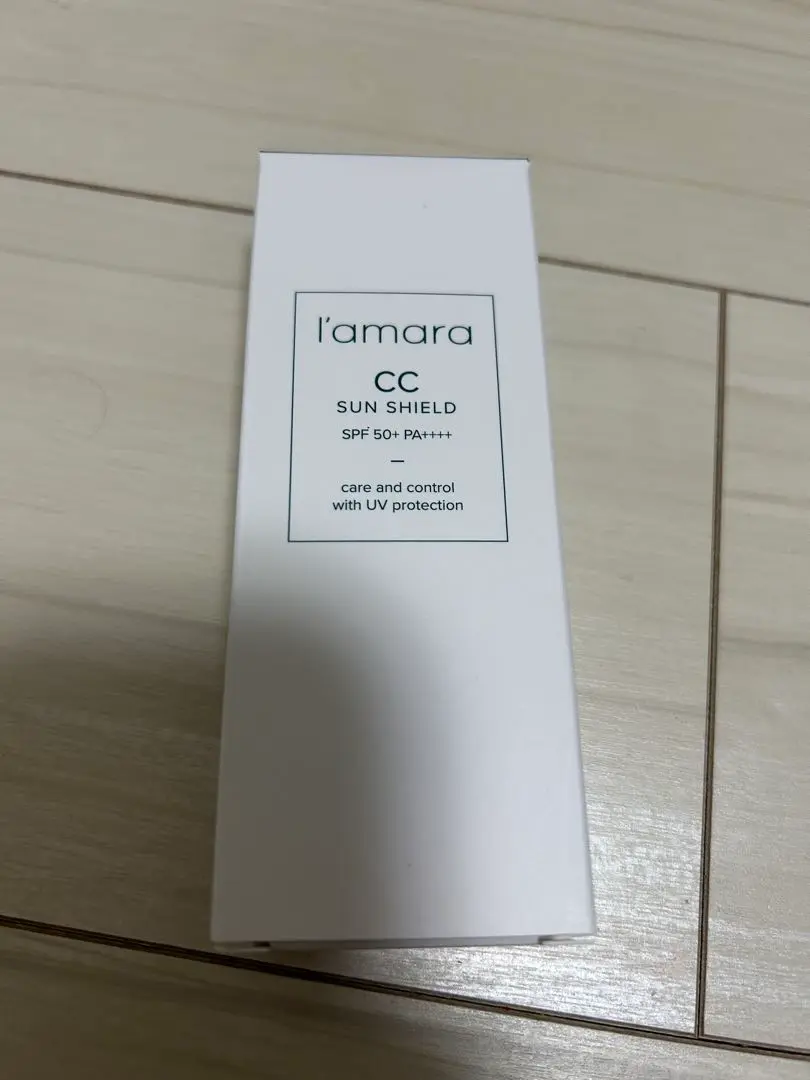 l'amara
CC
SUN SHIELD
SPF 50+ PA++++
—
care and control
with UV protection